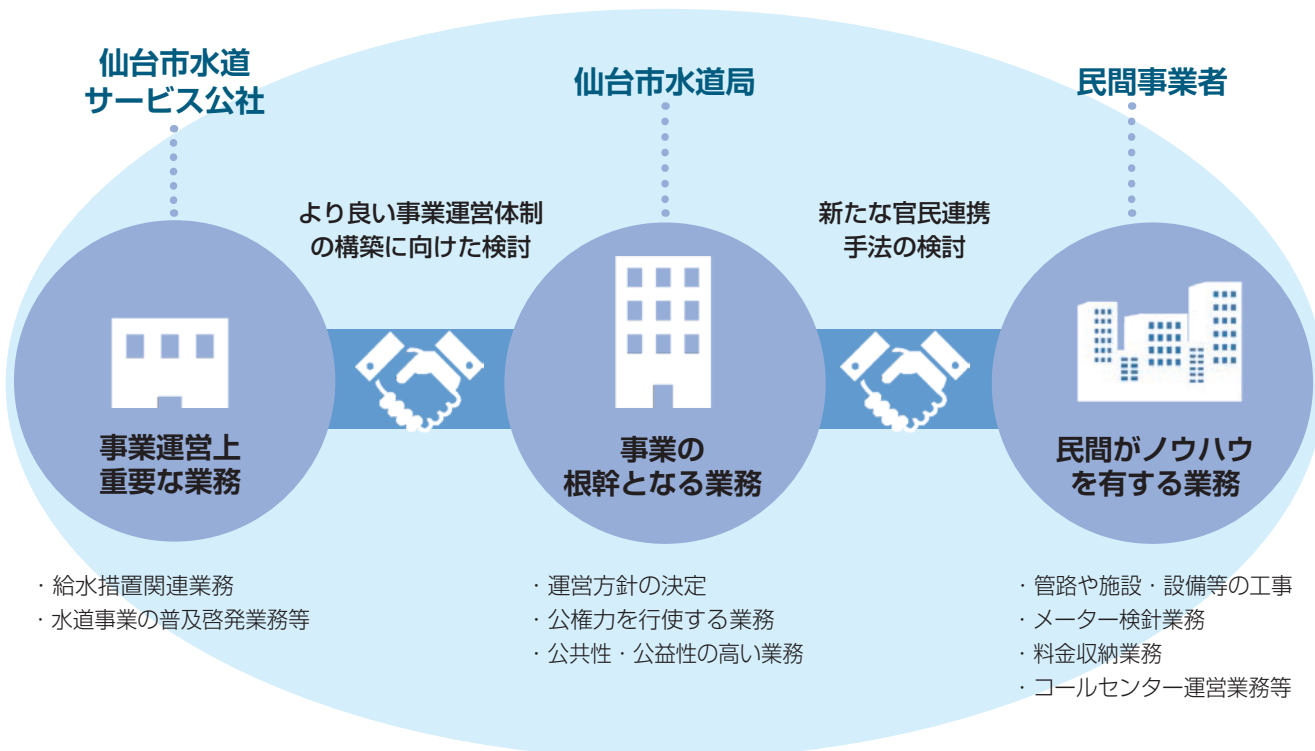 仙台市水道
サービス公社
仙台市水道局
民間事業者
より良い事業運営体制
の構築に向けた検討
新たな官民連携
手法の検討
事業運営上
重要な業務
事業の
根幹となる業務
民間がノウハウ
を有する業務
・給水措置関連業務
・水道事業の普及啓発業務等
・運営方針の決定
・公権力を行使する業務
・公共性・公益性の高い業務
・管路や施設・設備等の工事
・メーター検針業務
・料金収納業務
・コールセンター運営業務等